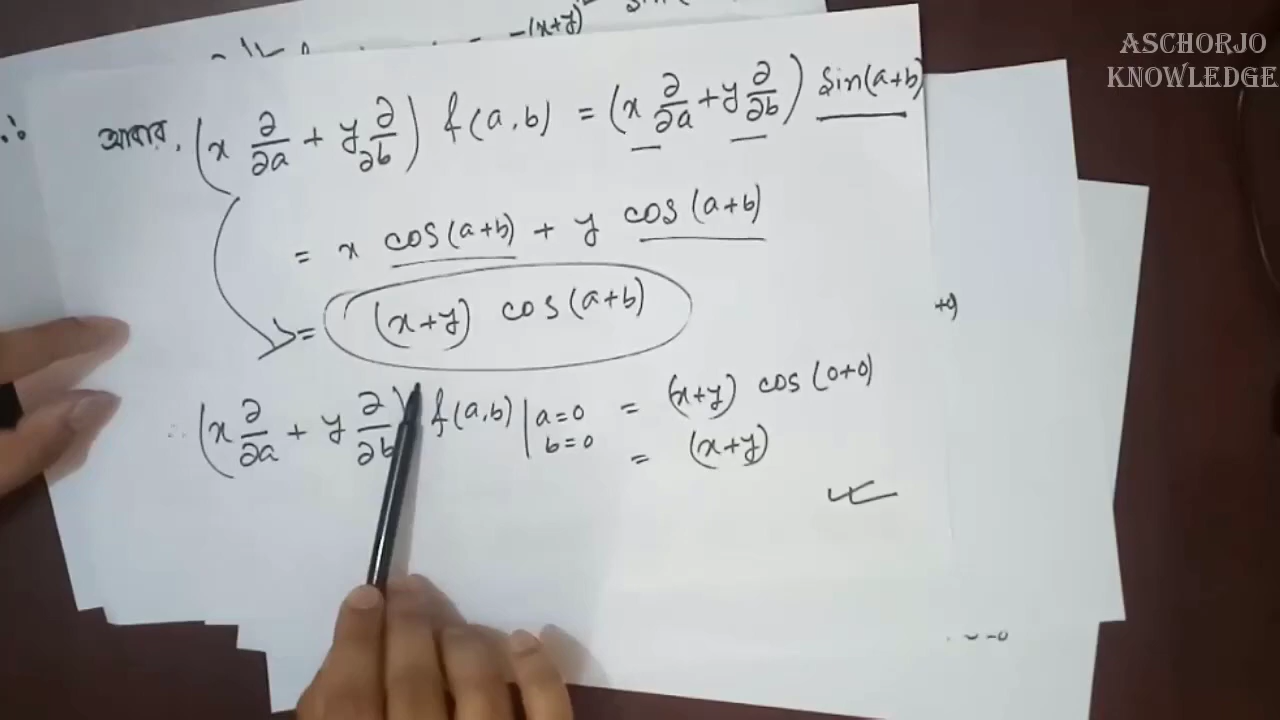 ASCHORJO
KNOWLEDGE
-(x+y)
∴
আবার, (x ∂/∂a + y ∂/∂b) f(a,b) = (x ∂/∂a + y ∂/∂b) sin(a+b)
= x cos(a+b) + y cos(a+b)
= (x+y) cos(a+b)
∴ (x ∂/∂a + y ∂/∂b) f(a,b) | a=0 b=0 = (x+y) cos(0+0)
= (x+y)